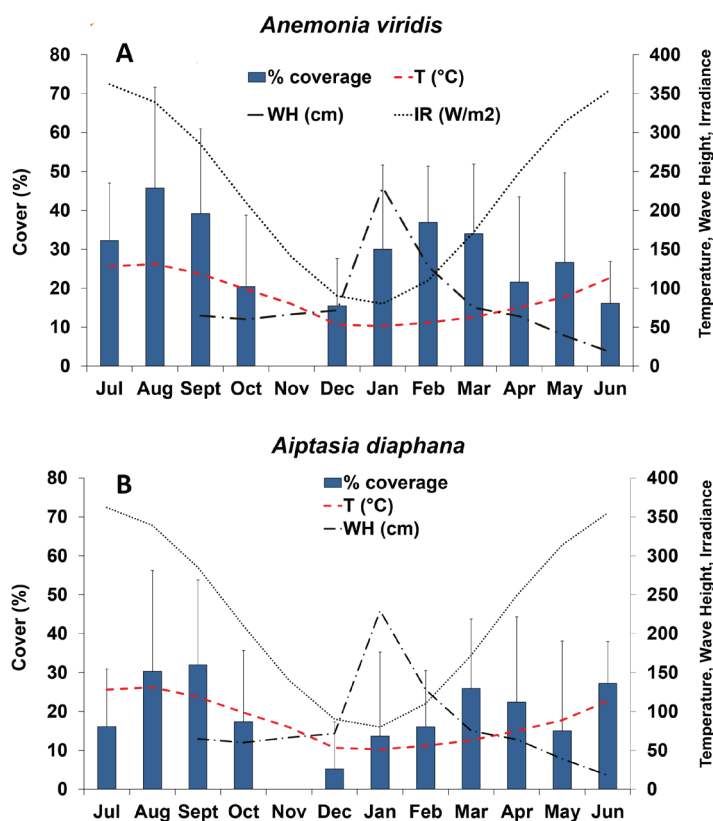 Anemonia viridis
A
% coverage
T (°C)
WH (cm)
IR (W/m2)
80
70
60
50
40
30
20
10
0
Cover (%)
400
350
300
250
200
150
100
50
0
Temperature, Wave Height, Irradiance
Jul Aug Sept Oct Nov Dec Jan Feb Mar Apr May Jun
Aiptasia diaphana
B
% coverage
T (°C)
WH (cm)
80
70
60
50
40
30
20
10
0
Cover (%)
400
350
300
250
200
150
100
50
0
Temperature, Wave Height, Irradiance
Jul Aug Sept Oct Nov Dec Jan Feb Mar Apr May Jun